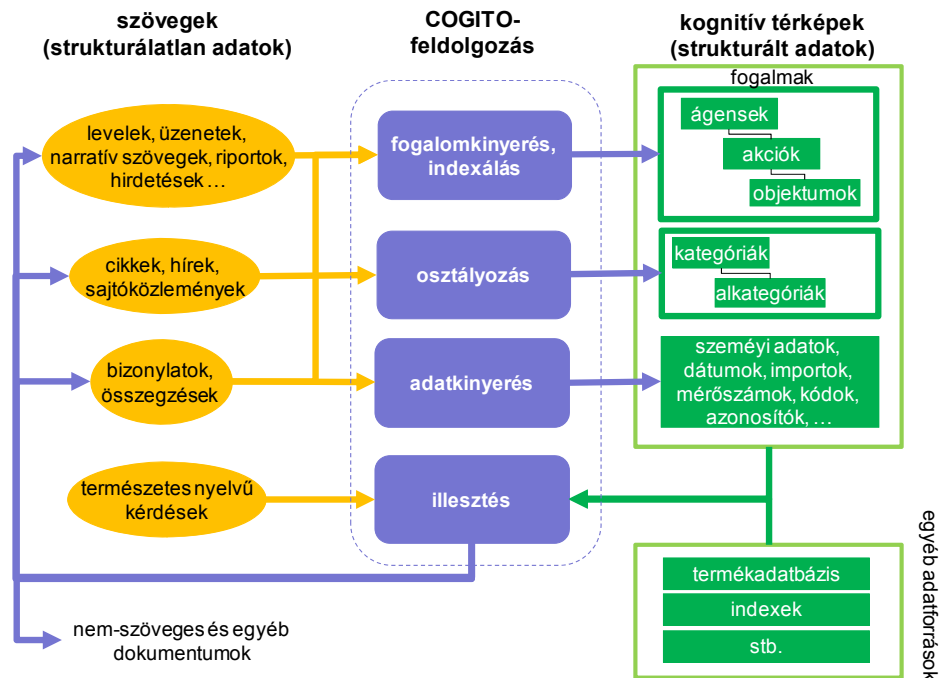 szövegek
(strukturálatlan adatok)
COGITO-
feldolgozás
kognitív térképek
(strukturált adatok)
fogalmak
levelek, üzenetek,
narratív szövegek, riportok,
hirdetések …
fogalomkinyerés,
indexálás
ágensek
akciók
objektumok
cikkek, hírek,
sajtóközlemények
osztályozás
kategóriák
alkategóriák
bizonylatok,
összegzések
adatkinyerés
szeméyi adatok,
dátumok, importok,
mérőszámok, kódok,
azonosítók, …
természetes nyelvű
kérdések
illesztés
egyéb adatforrások
termékadatbázis
indexek
stb.
nem-szöveges és egyéb
dokumentumok